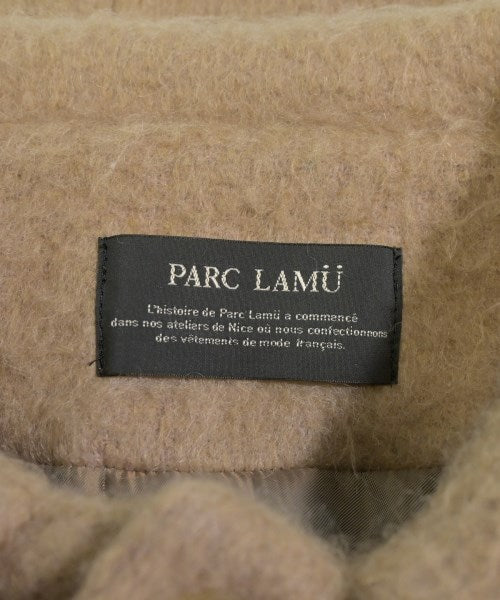 PARC LAMÜ
L'histoire de Parc Lamü a commencé
dans nos ateliers de Nice où nous confectionnons
des vêtements de mode français.